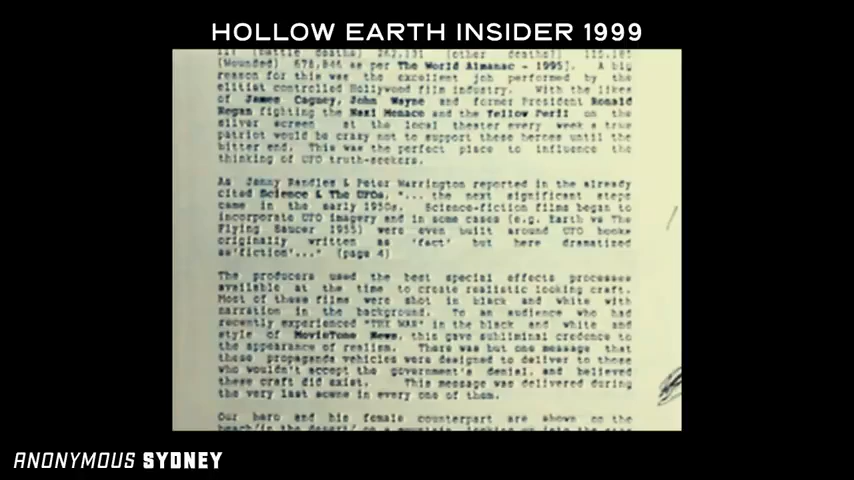 HOLLOW EARTH INSIDER 1999
(Wounded) 678,846 as per The World Almanac - 1995]. A big
reason for this was the excellent job performed by the
elitist controlled Hollywood film industry. With the likes
of James Cagney, John Wayne and former President Ronald
Regan fighting the Nazi Menace and the Yellow Peril on the
silver screen at the local theater every week a true
patriot would be crazy not to support these heroes until the
bitter end. This was the perfect place to influence the
thinking of UFO truth-seekers.
As Jenny Randles & Peter Warrington reported in the already
cited Science & The UFOs, "... the next significant steps
came in the early 1950s. Science-fiction films began to
incorporate UFO imagery and in some cases (e.g. Earth vs The
Flying Saucer 1955) were even built around UFO books
originally written as 'fact' but here dramatized
as'fiction'..." (page 4)
The producers used the best special effects processes
available at the time to create realistic looking craft.
Most of these films were shot in black and white with
narration in the background. To an audience who had
recently experienced "THE WAR" in the black and white and
style of MovieTone News, this gave subliminal credence to
the appearance of realism. There was but one message that
these propaganda vehicles were designed to deliver to those
who wouldn't accept the government's denial, and believed
these craft did exist. This message was delivered during
the very last scene in every one of them.
Our hero and his female counterpart are shown on the
ANONYMOUS SYDNEY